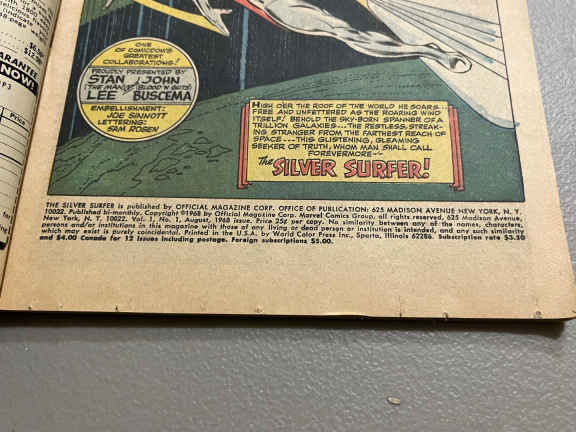 ONE
OF COMICDOM'S
GREATEST
COLLABORATIONS!
PROUDLY PRESENTED BY
STAN (THE MAN!) LEE
JOHN (BLOOD 'N GUTS) BUSCEMA
EMBELLISHMENT:
JOE SINNOTT
LETTERING:
SAM ROSEN
HIGH O'ER THE ROOF OF THE WORLD HE SOARS...
FREE AND UNFETTERED AS THE ROARING WIND
ITSELF! BEHOLD THE SKY-BORN SPANNER OF A
TRILLION GALAXIES---THE RESTLESS, STREAK-
ING STRANGER FROM THE FARTHEST REACH OF
SPACE---THIS GLISTENING, GLEAMING
SEEKER OF TRUTH, WHOM MAN SHALL CALL
FOREVERMORE--
The SILVER SURFER!
THE SILVER SURFER is published by OFFICIAL MAGAZINE CORP. OFFICE OF PUBLICATION: 625 MADISON AVENUE NEW YORK, N. Y.
10022. Published bi-monthly. Copyright ©1968 by Official Magazine Corp. Marvel Comics Group, all rights reserved, 625 Madison Avenue,
New York, N. Y. 10022. Vol. 1, No. 1, August, 1968 issue. Price 25¢ per copy. No similarity between any of the names, characters,
persons and/or institutions in this magazine with those of any living or dead person or institution is intended, and any such similarity
which may exist is purely coincidental. Printed in the U.S.A. by World Color Press Inc., Sparta, Illinois 62286. Subscription rate $3.50
and $4.00 Canada for 12 issues including postage. Foreign subscriptions $5.00.
NOW!
Price